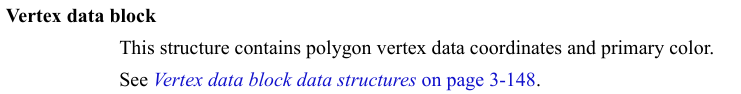 Vertex data block
This structure contains polygon vertex data coordinates and primary color.
See Vertex data block data structures on page 3-148.